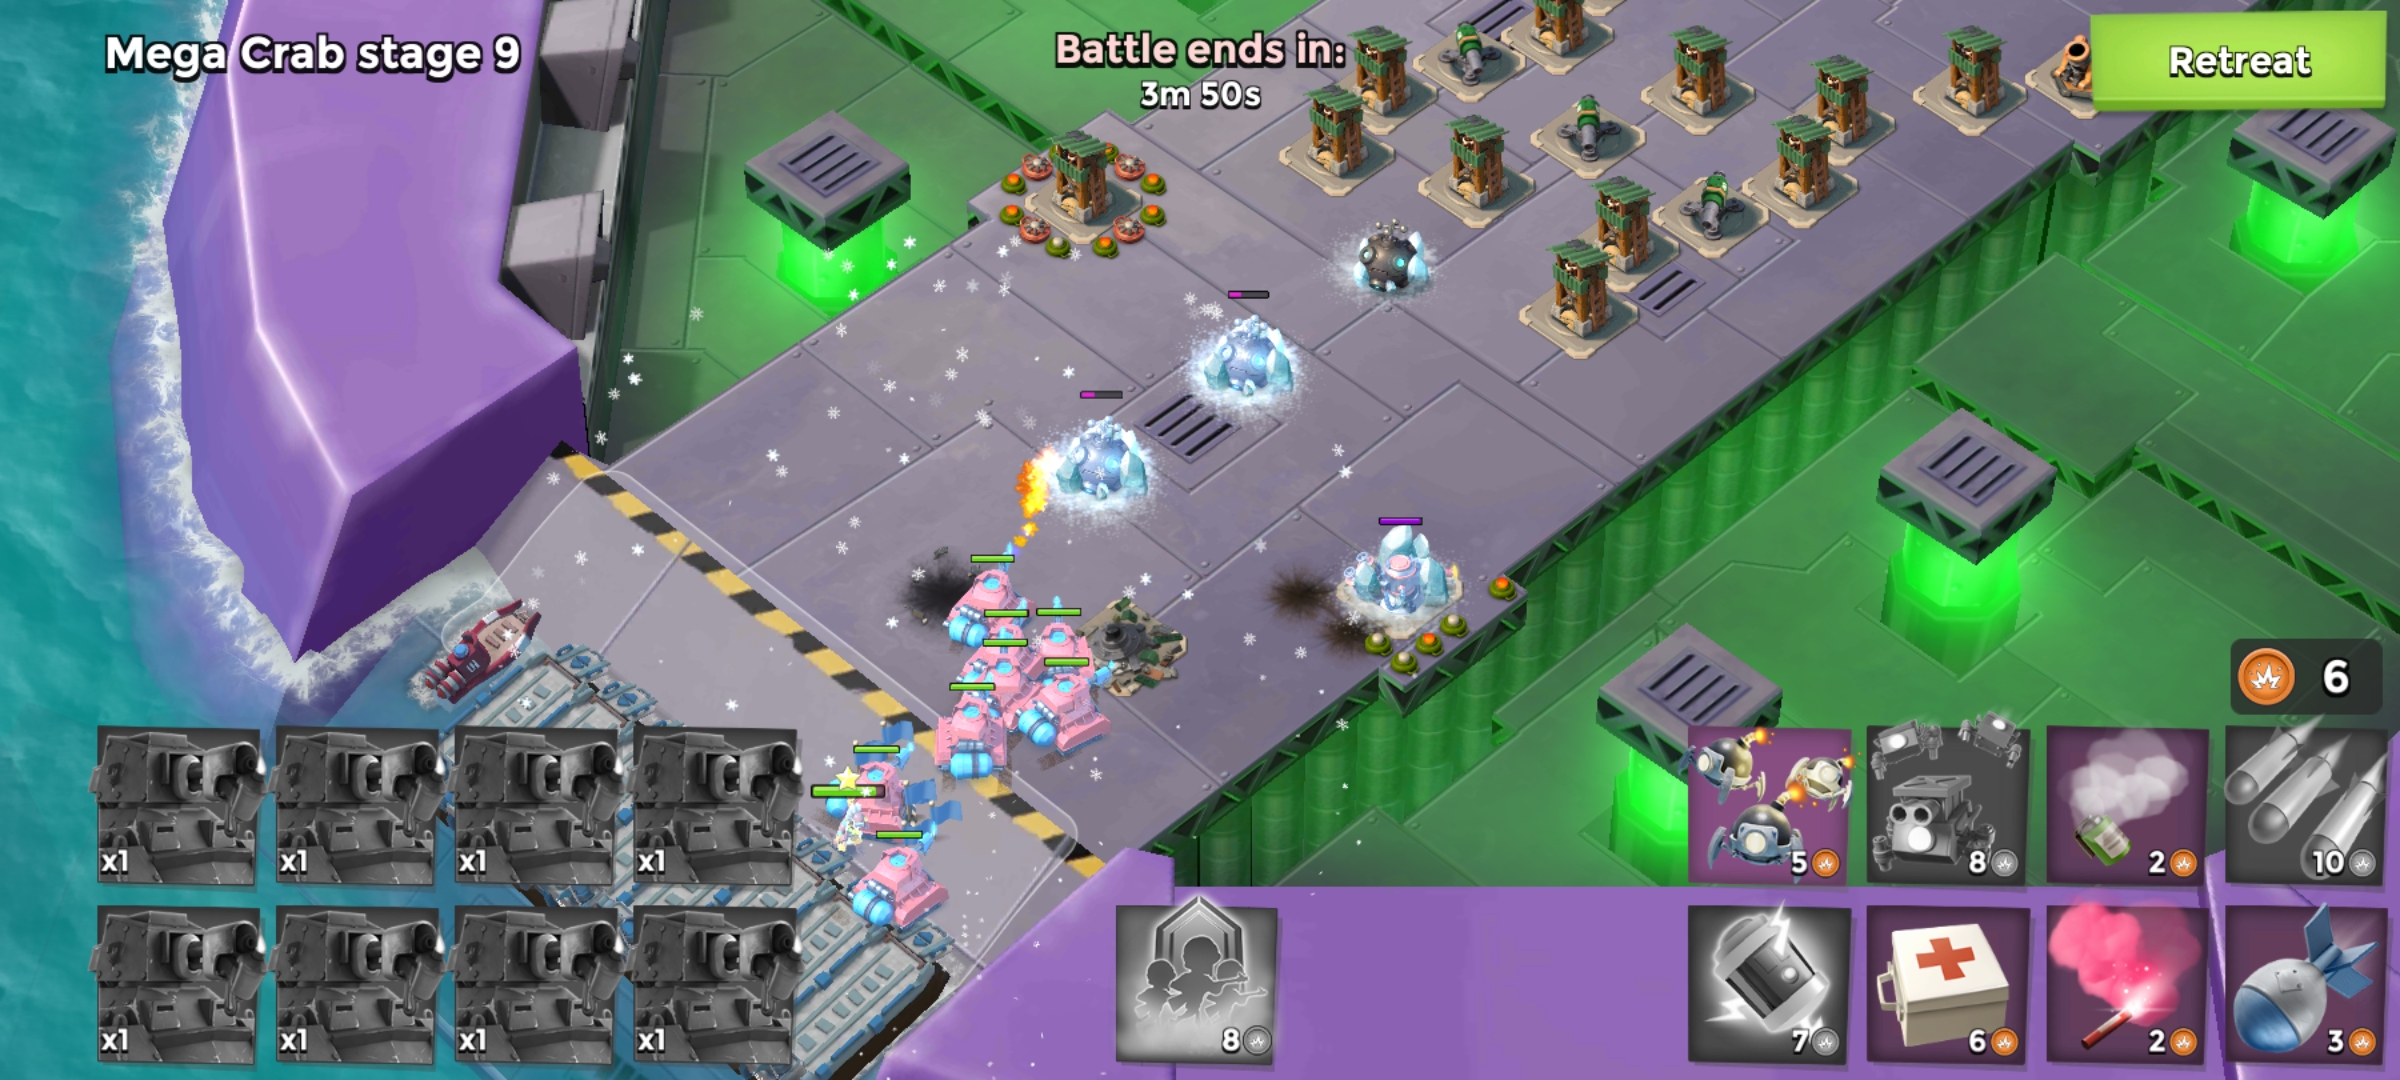 Mega Crab stage 9
Battle ends in:
3m 50s
Retreat
6
x1
x1
x1
x1
5
8
2
10
x1
x1
x1
x1
8
7
6
2
3